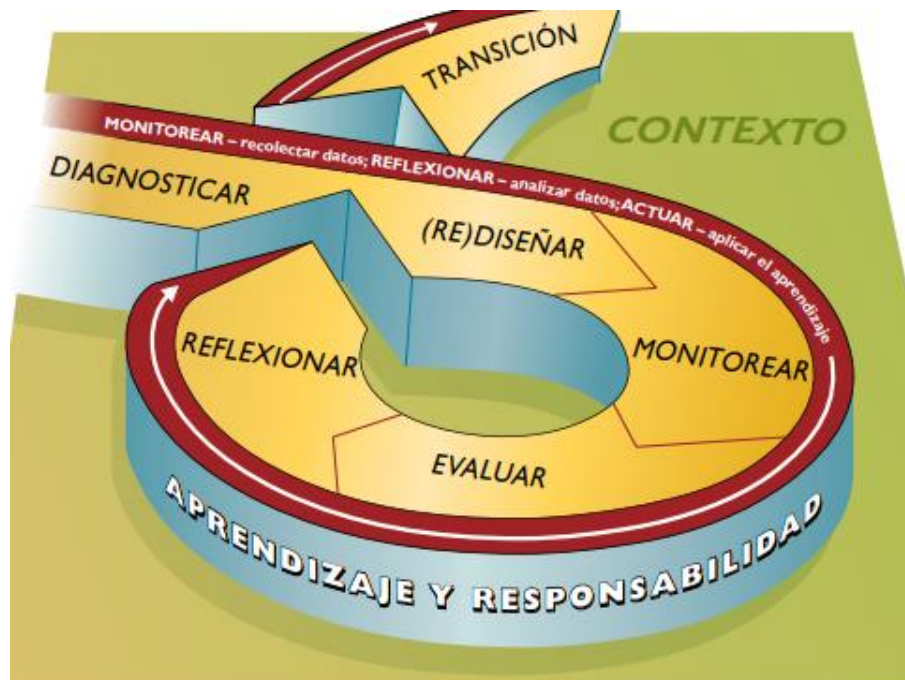 TRANSICIÓN
CONTEXTO
MONITOREAR – recolectar datos; REFLEXIONAR – analizar datos; ACTUAR – aplicar el aprendizaje
DIAGNOSTICAR
(RE)DISEÑAR
MONITOREAR
REFLEXIONAR
EVALUAR
APRENDIZAJE Y RESPONSABILIDAD